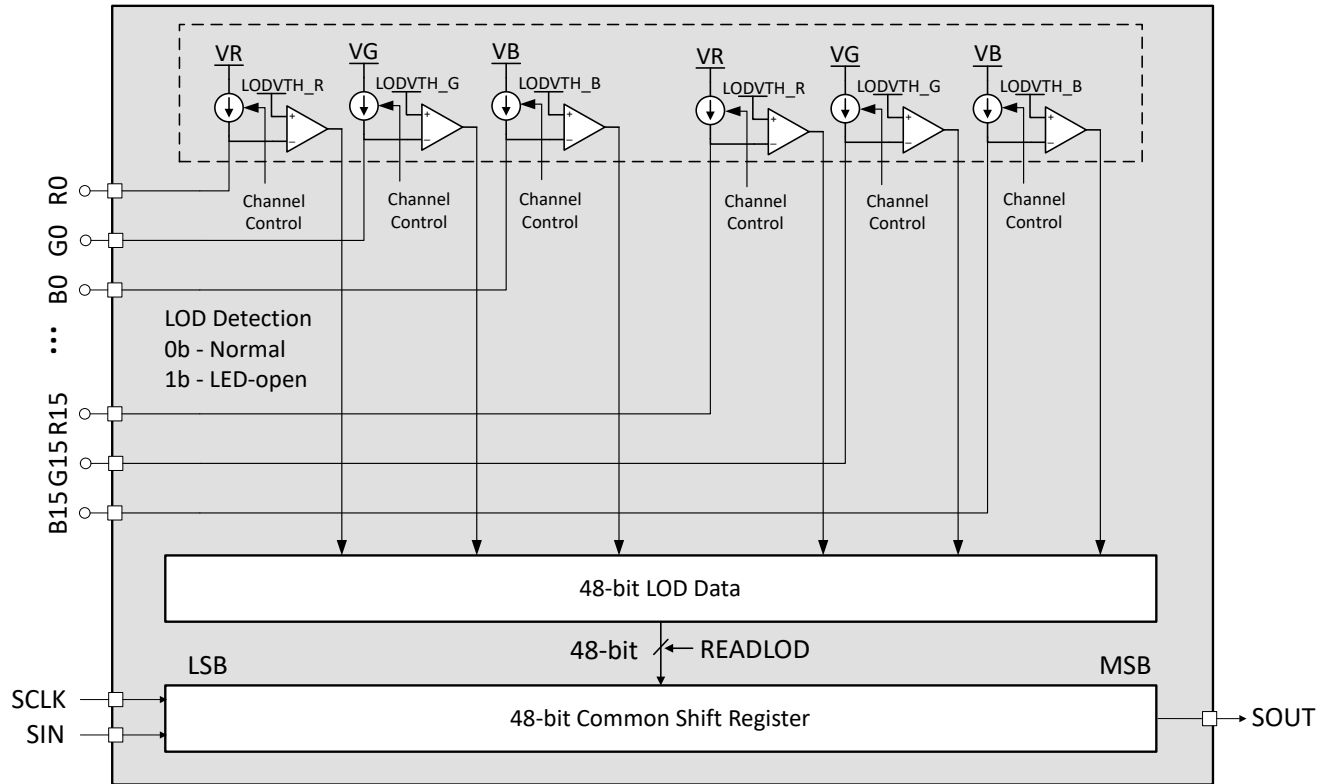 VR
VG
VB
VR
VG
VB
LODVTH_R
LODVTH_G
LODVTH_B
LODVTH_R
LODVTH_G
LODVTH_B
+
−
+
−
+
−
+
−
+
−
+
−
Channel
Control
Channel
Control
Channel
Control
Channel
Control
Channel
Control
Channel
Control
R0
G0
B0
...
R15
G15
B15
LOD Detection
0b - Normal
1b - LED-open
48-bit LOD Data
48-bit
READLOD
LSB
MSB
SCLK
SIN
48-bit Common Shift Register
SOUT